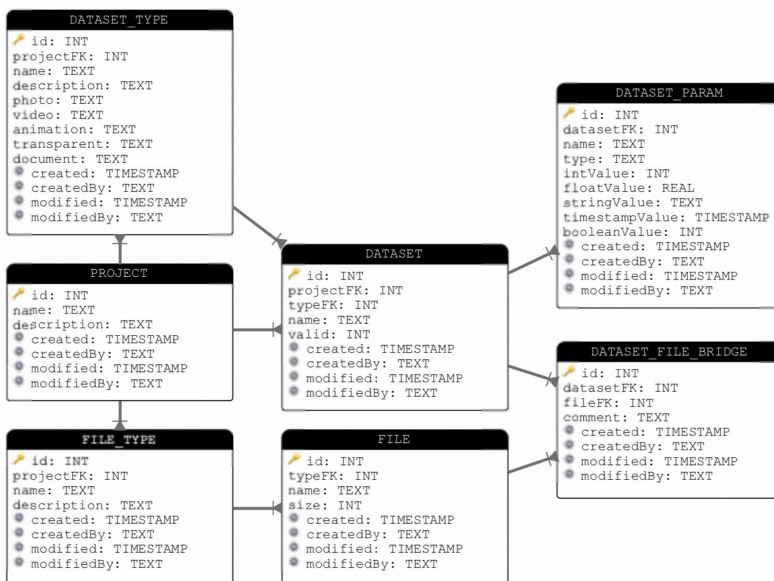 DATASET_TYPE
id: INT
projectFK: INT
name: TEXT
description: TEXT
photo: TEXT
video: TEXT
animation: TEXT
transparent: TEXT
document: TEXT
created: TIMESTAMP
createdBy: TEXT
modified: TIMESTAMP
modifiedBy: TEXT
PROJECT
id: INT
name: TEXT
description: TEXT
created: TIMESTAMP
createdBy: TEXT
modified: TIMESTAMP
modifiedBy: TEXT
FILE_TYPE
id: INT
projectFK: INT
name: TEXT
description: TEXT
created: TIMESTAMP
createdBy: TEXT
modified: TIMESTAMP
modifiedBy: TEXT
DATASET
id: INT
projectFK: INT
typeFK: INT
name: TEXT
valid: INT
created: TIMESTAMP
createdBy: TEXT
modified: TIMESTAMP
modifiedBy: TEXT
FILE
id: INT
typeFK: INT
name: TEXT
size: INT
created: TIMESTAMP
createdBy: TEXT
modified: TIMESTAMP
modifiedBy: TEXT
DATASET_PARAM
id: INT
datasetFK: INT
name: TEXT
type: TEXT
intValue: INT
floatValue: REAL
stringValue: TEXT
timestampValue: TIMESTAMP
booleanValue: INT
created: TIMESTAMP
createdBy: TEXT
modified: TIMESTAMP
modifiedBy: TEXT
DATASET_FILE_BRIDGE
id: INT
datasetFK: INT
fileFK: INT
comment: TEXT
created: TIMESTAMP
createdBy: TEXT
modified: TIMESTAMP
modifiedBy: TEXT